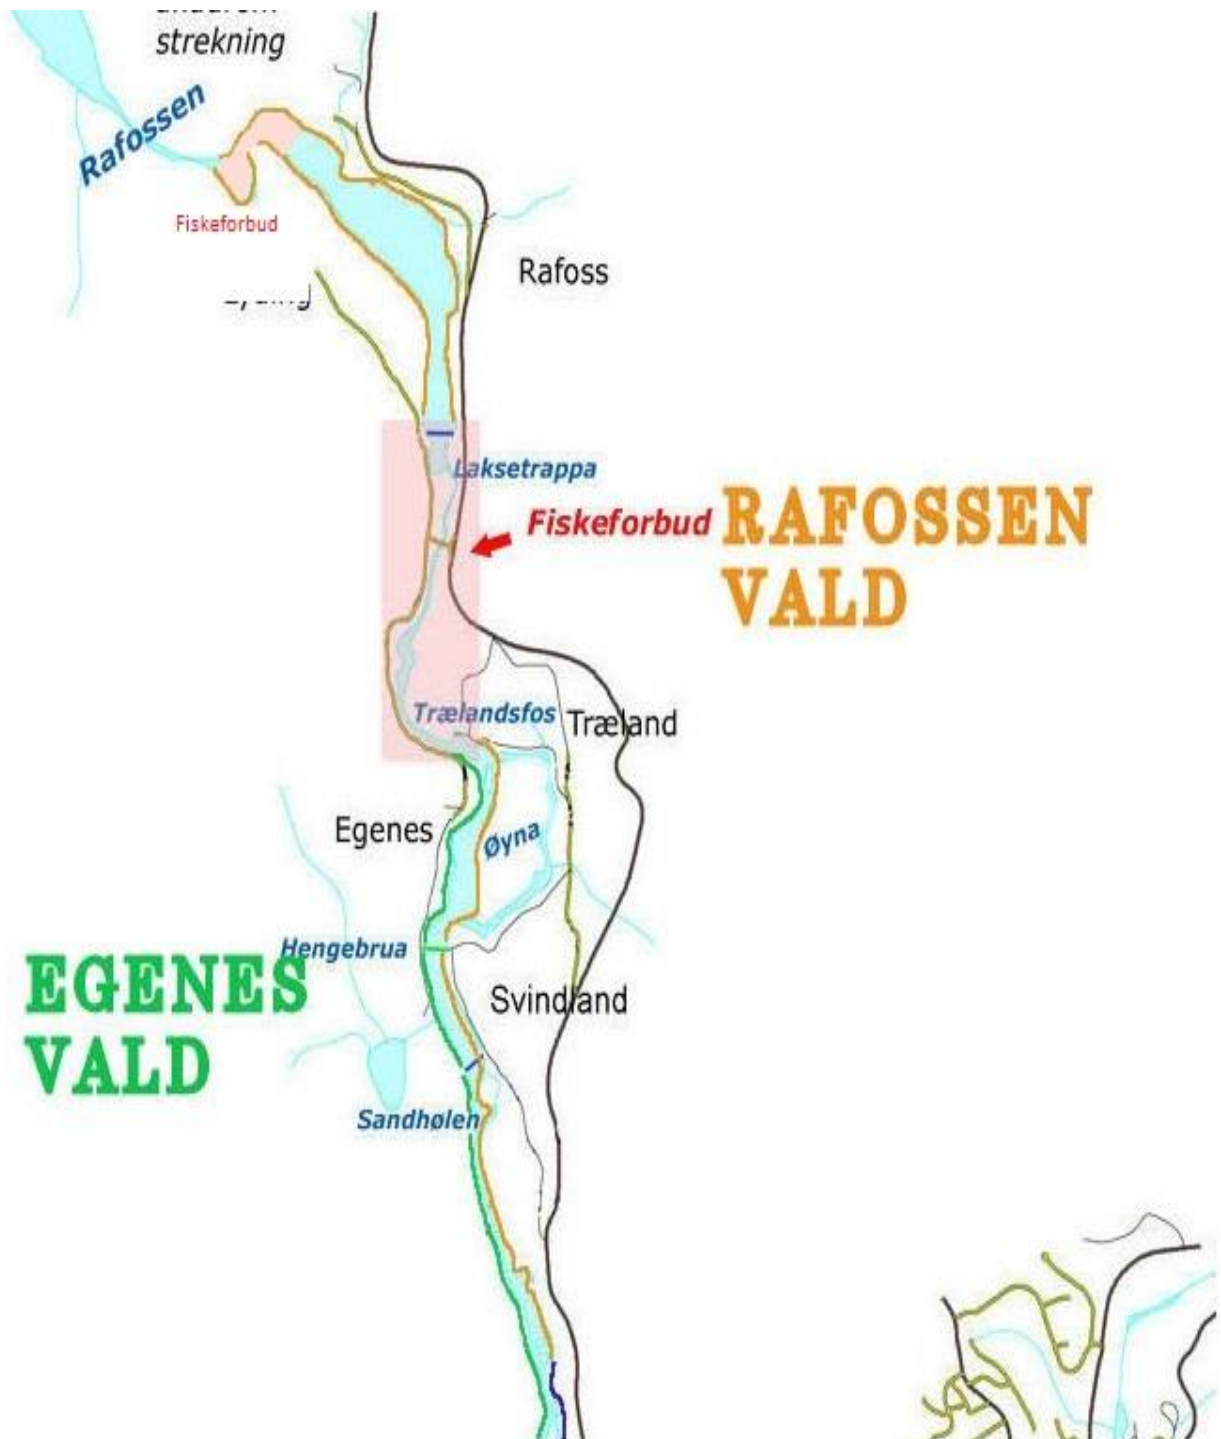 strekning
Rafossen
Fiskeforbud
Rafoss
Laksetrappa
Fiskeforbud
RAFOSSEN
VALD
Trælandsfos
Træland
Egenes
Øyna
Hengebrua
EGENES
VALD
Svindland
Sandhølen